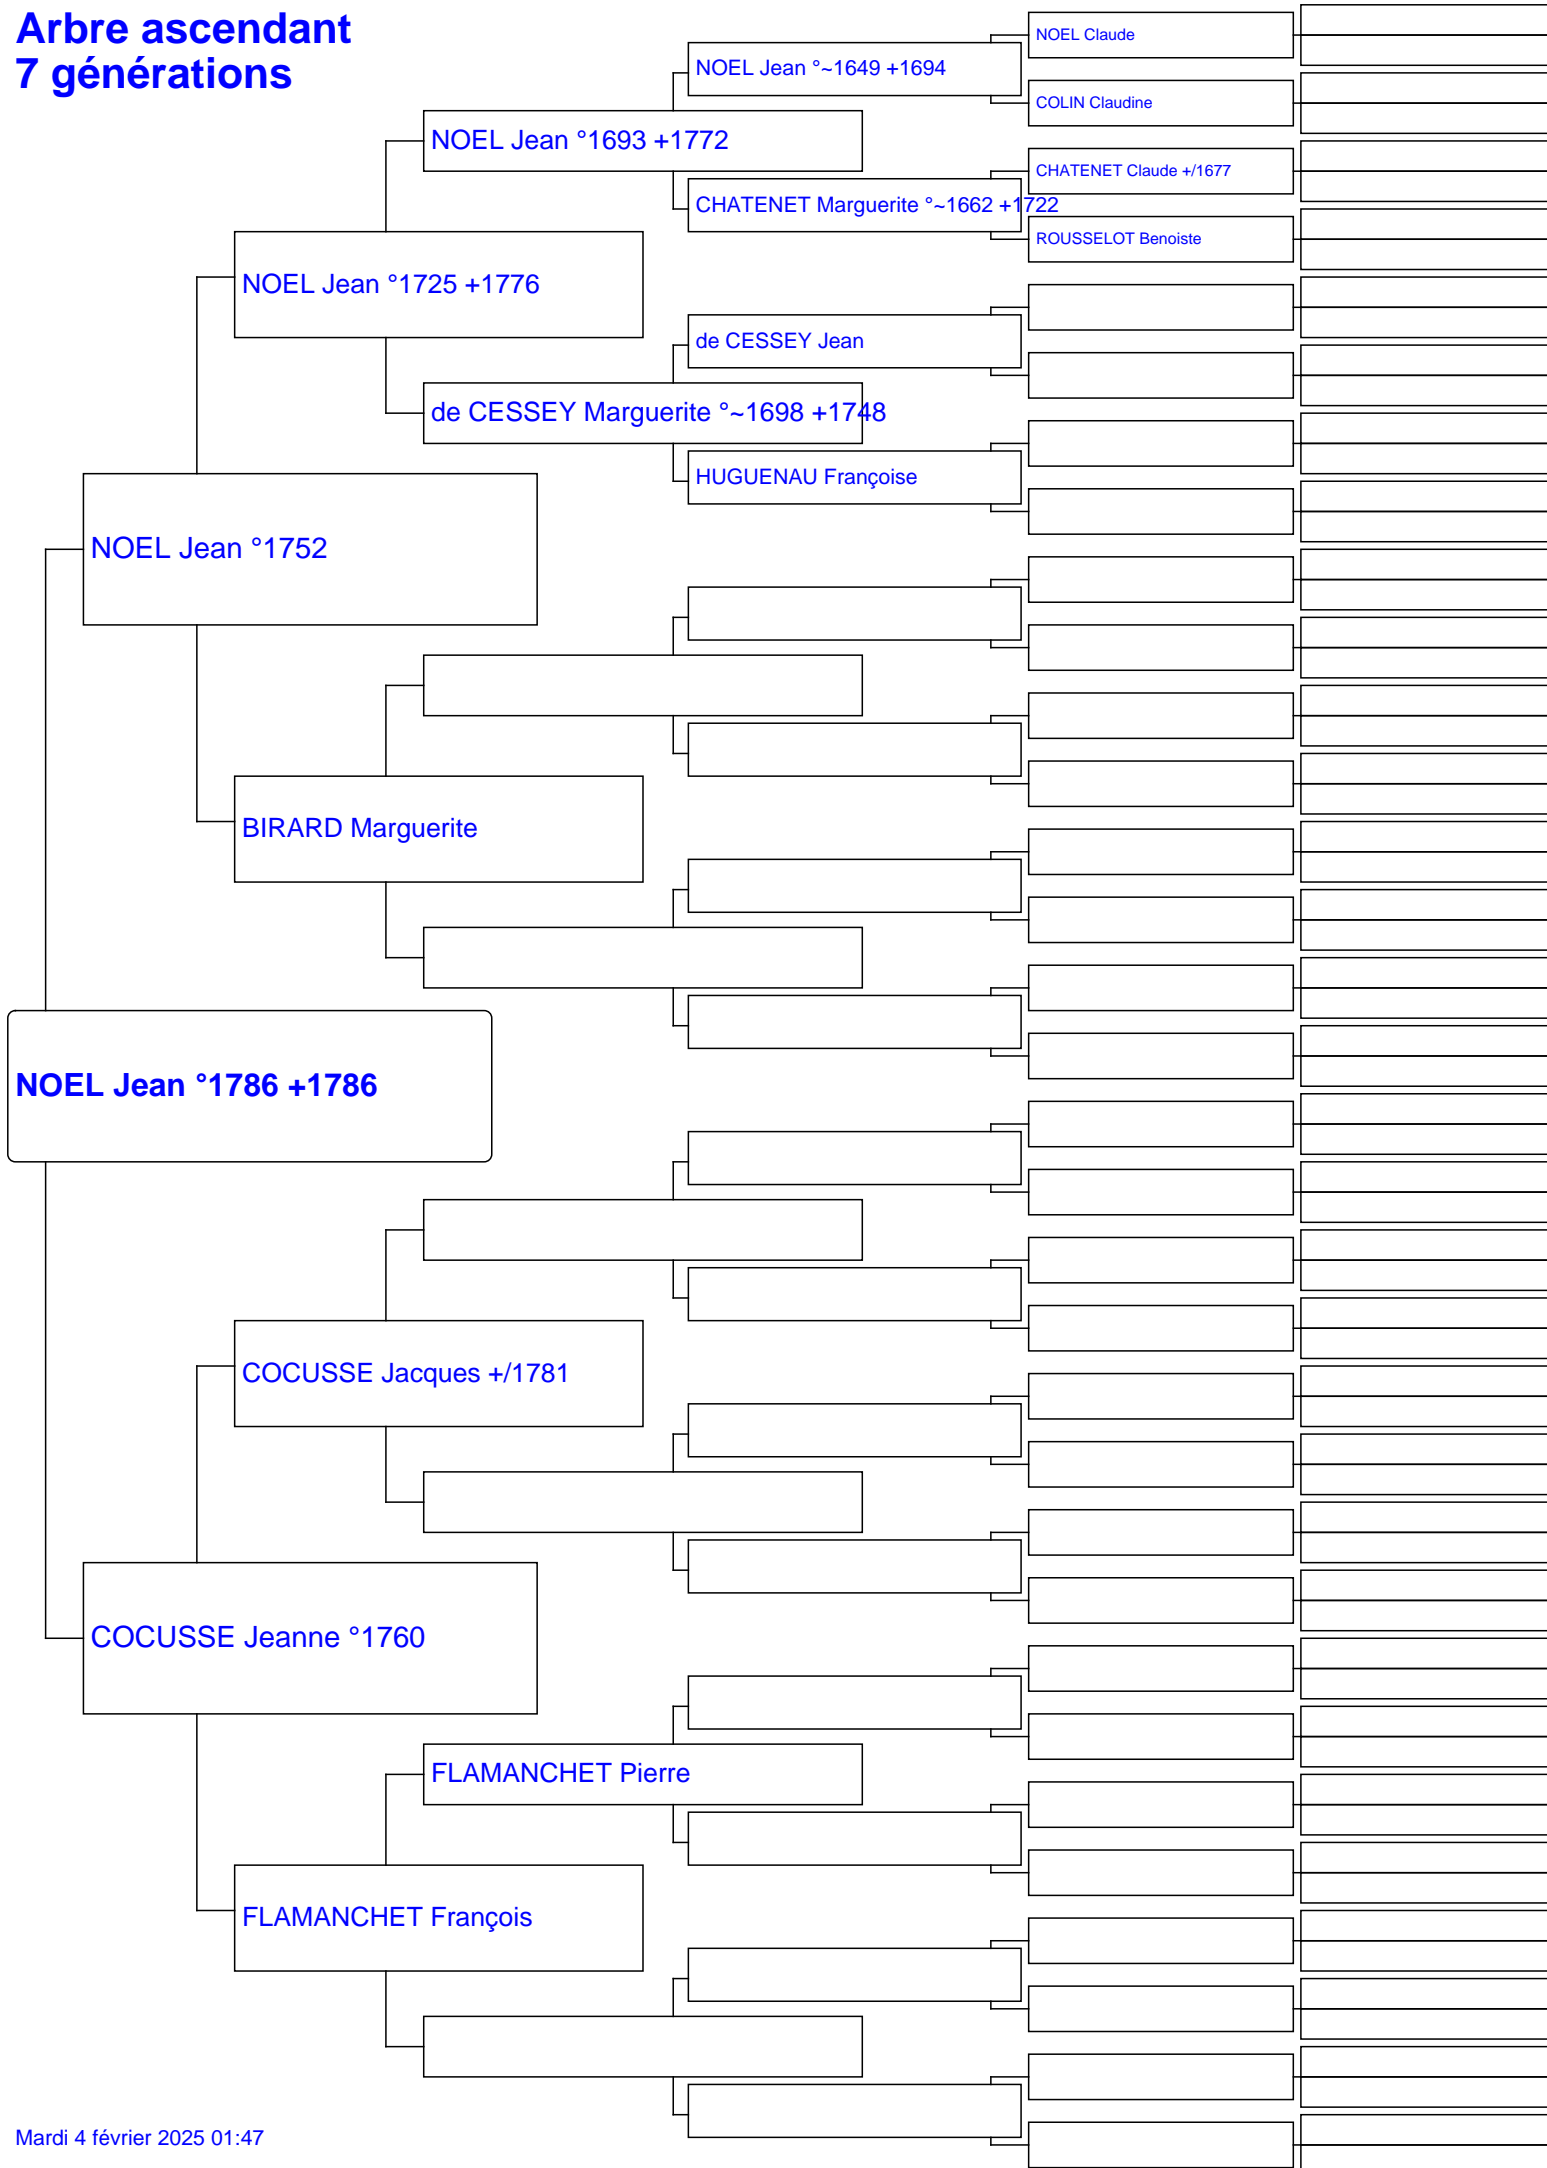 Arbre ascendant
7 générations
NOEL Claude
NOEL Jean °~1649 +1694
COLIN Claudine
NOEL Jean °1693 +1772
CHATENET Claude +/1677
CHATENET Marguerite °~1662 +1722
ROUSSELOT Benoiste
NOEL Jean °1725 +1776
de CESSEY Jean
de CESSEY Marguerite °~1698 +1748
HUGUENAU Françoise
NOEL Jean °1752
BIRARD Marguerite
NOEL Jean °1786 +1786
COCUSSE Jacques +/1781
COCUSSE Jeanne °1760
FLAMANCHET Pierre
FLAMANCHET François
Mardi 4 février 2025 01:47